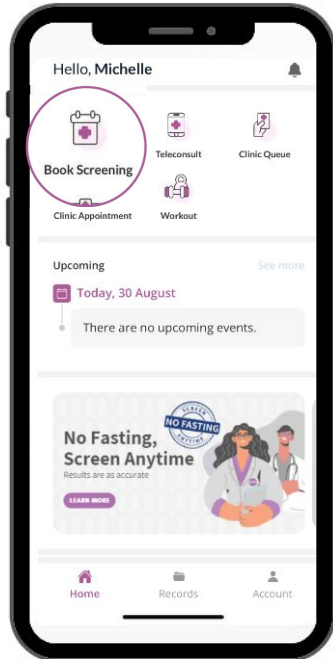 Hello, Michelle
Book Screening
Teleconsult
Clinic Queue
Clinic Appointment
Workout
Upcoming
See more
Today, 30 August
There are no upcoming events.
SCREEN
NO FASTING
ANYTIME
No Fasting,
Screen Anytime
Results are as accurate
LEARN MORE
Home
Records
Account